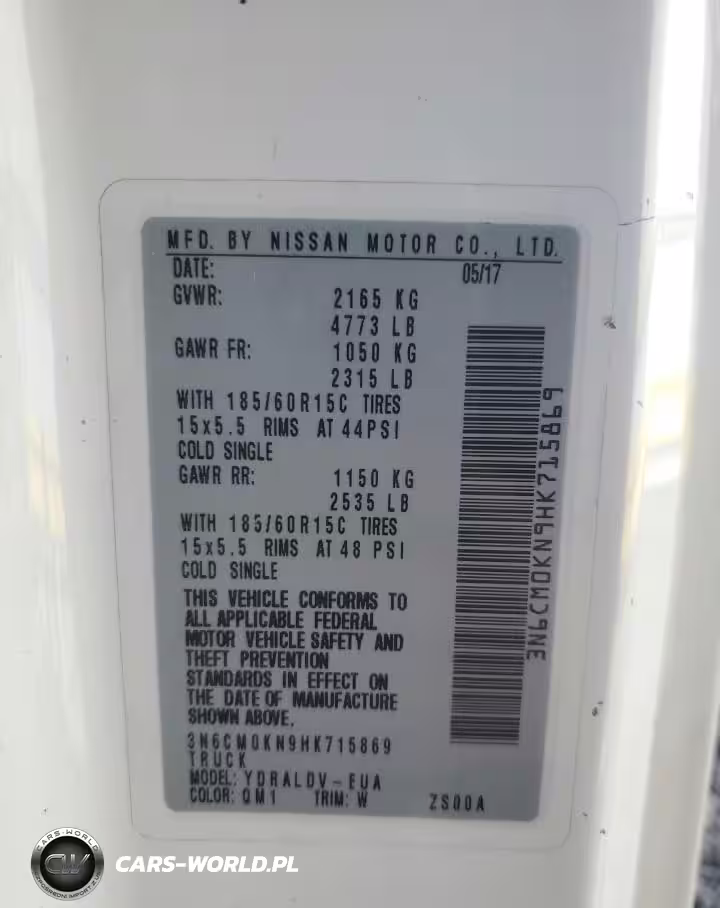 MFD. BY NISSAN MOTOR CO., LTD.
DATE: 05/17
GVWR: 2165 KG
4773 LB
GAWR FR: 1050 KG
2315 LB
WITH 185/60R15C TIRES
15x5.5 RIMS AT 44PSI
COLD SINGLE
GAWR RR: 1150 KG
2535 LB
WITH 185/60R15C TIRES
15x5.5 RIMS AT 48 PSI
COLD SINGLE
THIS VEHICLE CONFORMS TO
ALL APPLICABLE FEDERAL
MOTOR VEHICLE SAFETY AND
THEFT PREVENTION
STANDARDS IN EFFECT ON
THE DATE OF MANUFACTURE
SHOWN ABOVE.
3N6CM0KN9HK715869
TRUCK
MODEL: YDRALDV-EUA
COLOR: QM1 TRIM: W ZS00A
3N6CM0KN9HK715869
CARS-WORLD
CW
CARS-WORLD.PL